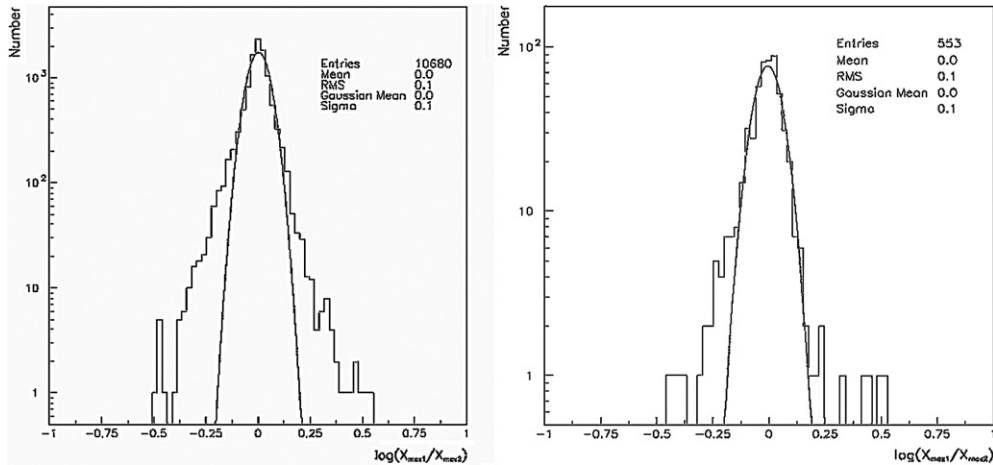 Number
10³
10²
10
1
Entries 10680
Mean 0.0
RMS 0.1
Gaussian Mean 0.0
Sigma 0.1
-1 -0.75 -0.5 -0.25 0 0.25 0.5 0.75 1
log(Xmax1/Xmax2)
Number
10²
10
1
Entries 553
Mean 0.0
RMS 0.1
Gaussian Mean 0.0
Sigma 0.1
-1 -0.75 -0.5 -0.25 0 0.25 0.5 0.75 1
log(Xmax1/Xmax2)